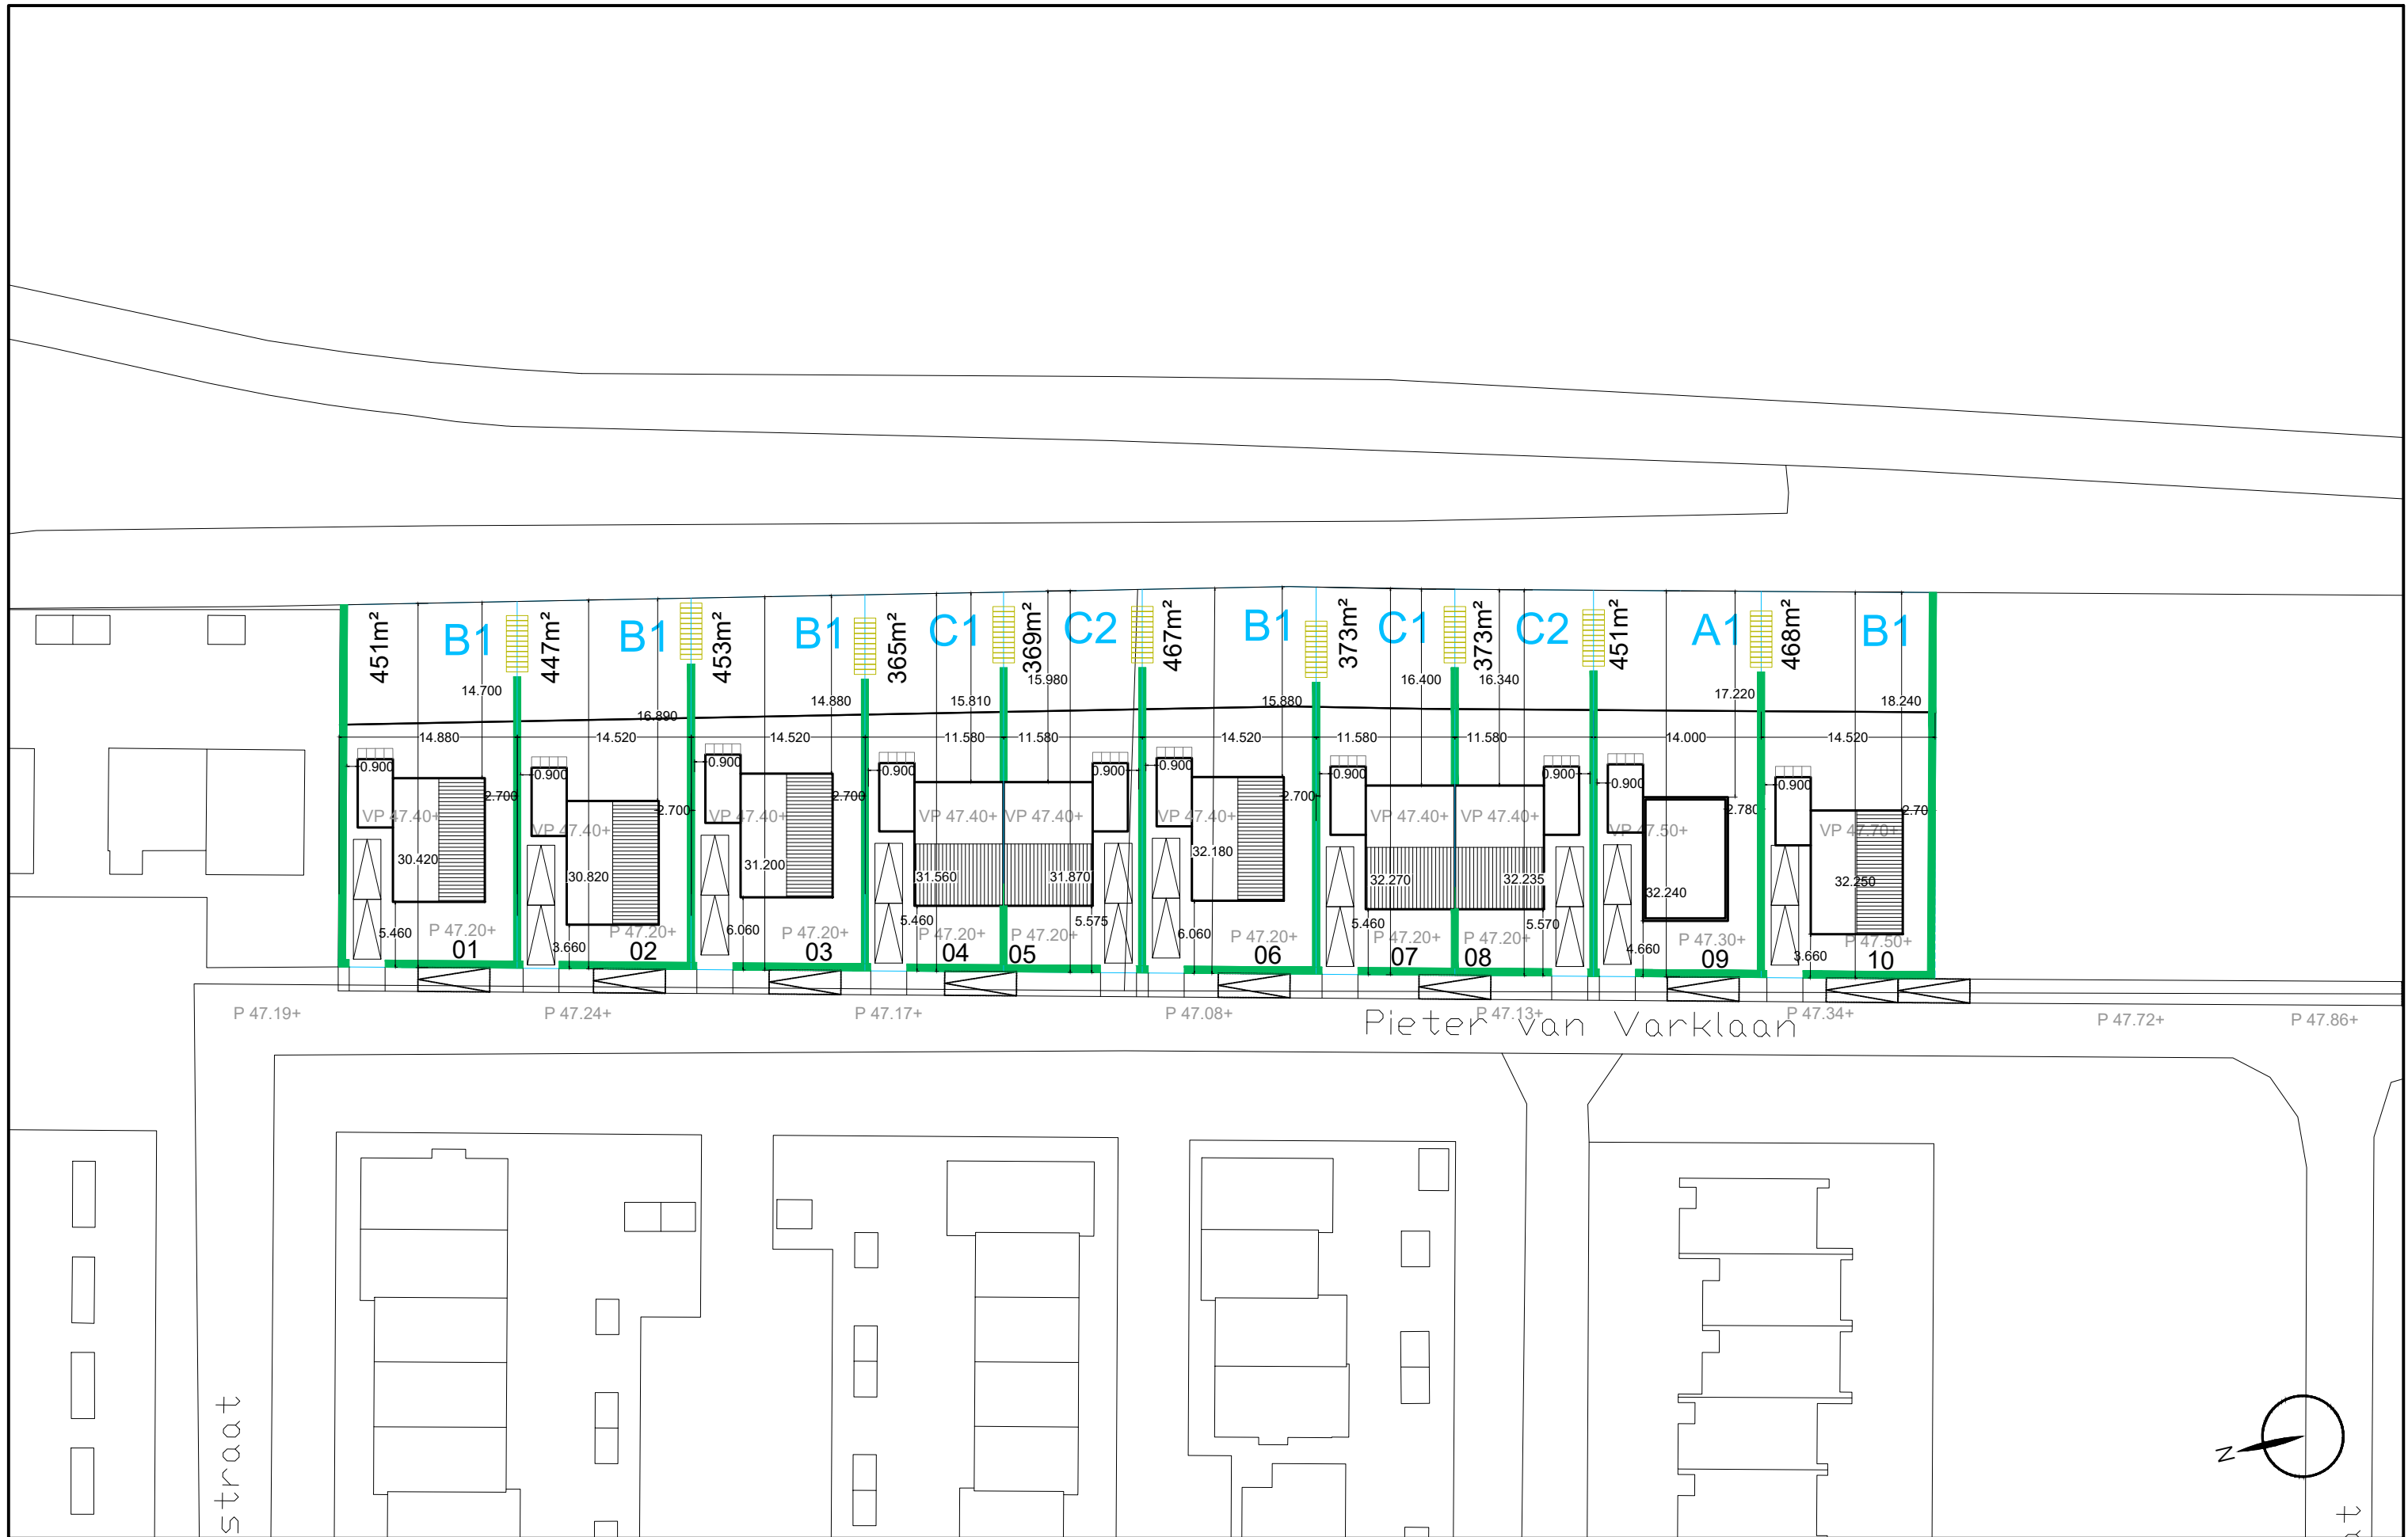 451m²
B1
447m²
B1
453m²
B1
365m²
C1
369m²
C2
467m²
B1
373m²
C1
373m²
C2
451m²
A1
468m²
B1
14.700
16.890
14.880
15.810
15.980
15.880
16.400
16.340
17.220
18.240
14.880
14.520
14.520
11.580
11.580
14.520
11.580
11.580
14.000
14.520
0.900
0.900
0.900
0.900
0.900
0.900
0.900
0.900
0.900
0.900
2.700
2.700
2.700
2.700
2.780
2.70
VP 47.40+
VP 47.40+
VP 47.40+
VP 47.40+
VP 47.40+
VP 47.40+
VP 47.40+
VP 47.40+
VP 47.50+
VP 47.70+
30.420
30.820
31.200
31.560
31.870
32.180
32.270
32.235
32.240
32.250
5.460
3.660
6.060
5.460
5.575
6.060
5.460
5.570
4.660
3.660
P 47.20+
P 47.20+
P 47.20+
P 47.20+
P 47.20+
P 47.20+
P 47.20+
P 47.20+
P 47.30+
P 47.50+
01
02
03
04
05
06
07
08
09
10
P 47.19+
P 47.24+
P 47.17+
P 47.08+
P 47.13+
P 47.34+
P 47.72+
P 47.86+
Pieter van Varklaan
straat
N